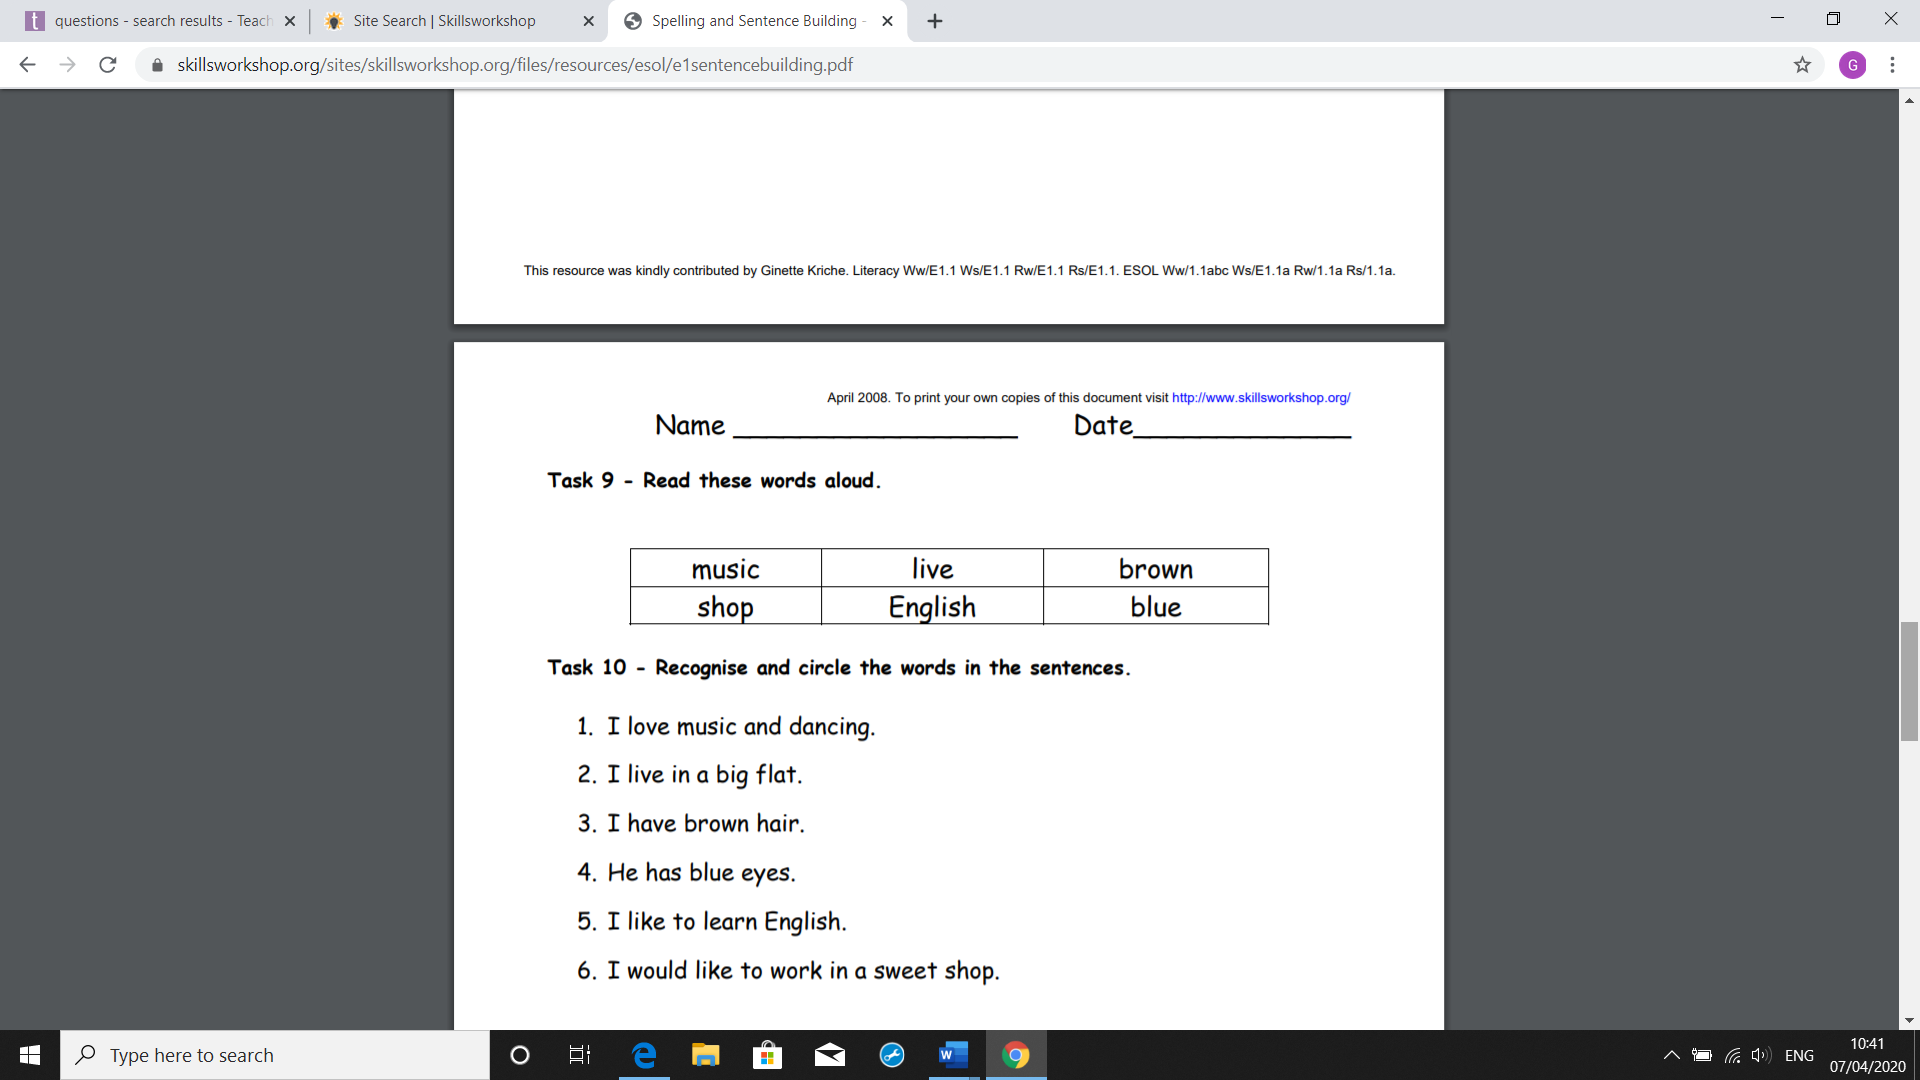 questions - search results - Teach
Site Search | Skillsworkshop
Spelling and Sentence Building -
skillsworkshop.org/sites/skillsworkshop.org/files/resources/esol/e1sentencebuilding.pdf
G
This resource was kindly contributed by Ginette Kriche. Literacy Ww/E1.1 Ws/E1.1 Rw/E1.1 Rs/E1.1. ESOL Ww/1.1abc Ws/E1.1a Rw/1.1a Rs/1.1a.
April 2008. To print your own copies of this document visit http://www.skillsworkshop.org/
Name ____________________ Date_______________
Task 9 - Read these words aloud.
music live brown
shop English blue
Task 10 - Recognise and circle the words in the sentences.
1. I love music and dancing.
2. I live in a big flat.
3. I have brown hair.
4. He has blue eyes.
5. I like to learn English.
6. I would like to work in a sweet shop.
Type here to search
ENG
10:41
07/04/2020